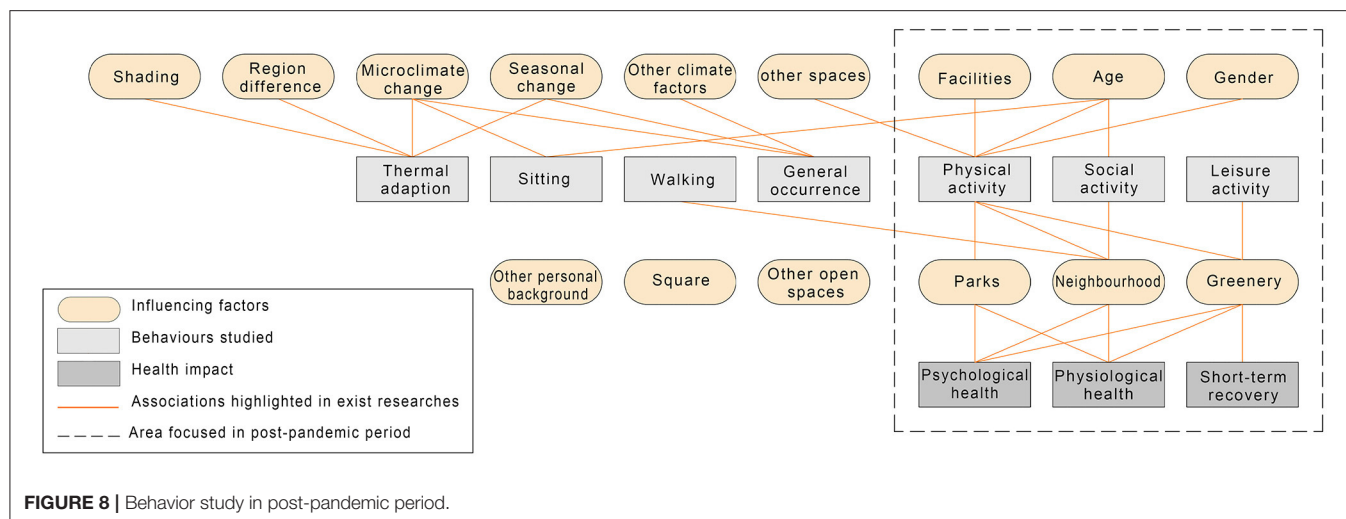 Shading
Region
difference
Microclimate
change
Seasonal
change
Other climate
factors
other spaces
Facilities
Age
Gender
Thermal
adaption
Sitting
Walking
General
occurrence
Physical
activity
Social
activity
Leisure
activity
Other personal
background
Square
Other open
spaces
Parks
Neighbourhood
Greenery
Psychological
health
Physiological
health
Short-term
recovery
Influencing factors
Behaviours studied
Health impact
Associations highlighted in exist researches
Area focused in post-pandemic period
FIGURE 8 | Behavior study in post-pandemic period.